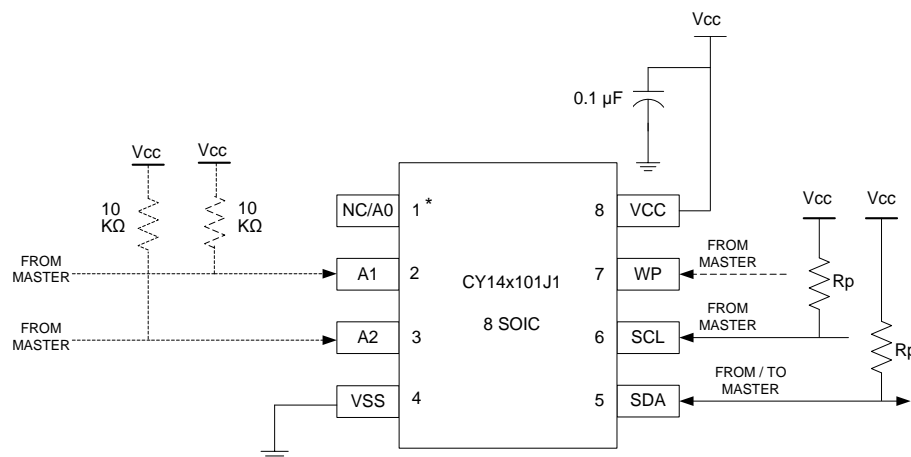 Vcc
0.1 µF
Vcc
Vcc
10
KΩ
10
KΩ
NC/A0
1 *
8
VCC
Vcc
Vcc
FROM
MASTER
A1
2
CY14x101J1
7
WP
FROM
MASTER
Rp
FROM
MASTER
A2
3
8 SOIC
6
SCL
FROM
MASTER
Rp
VSS
4
5
SDA
FROM / TO
MASTER